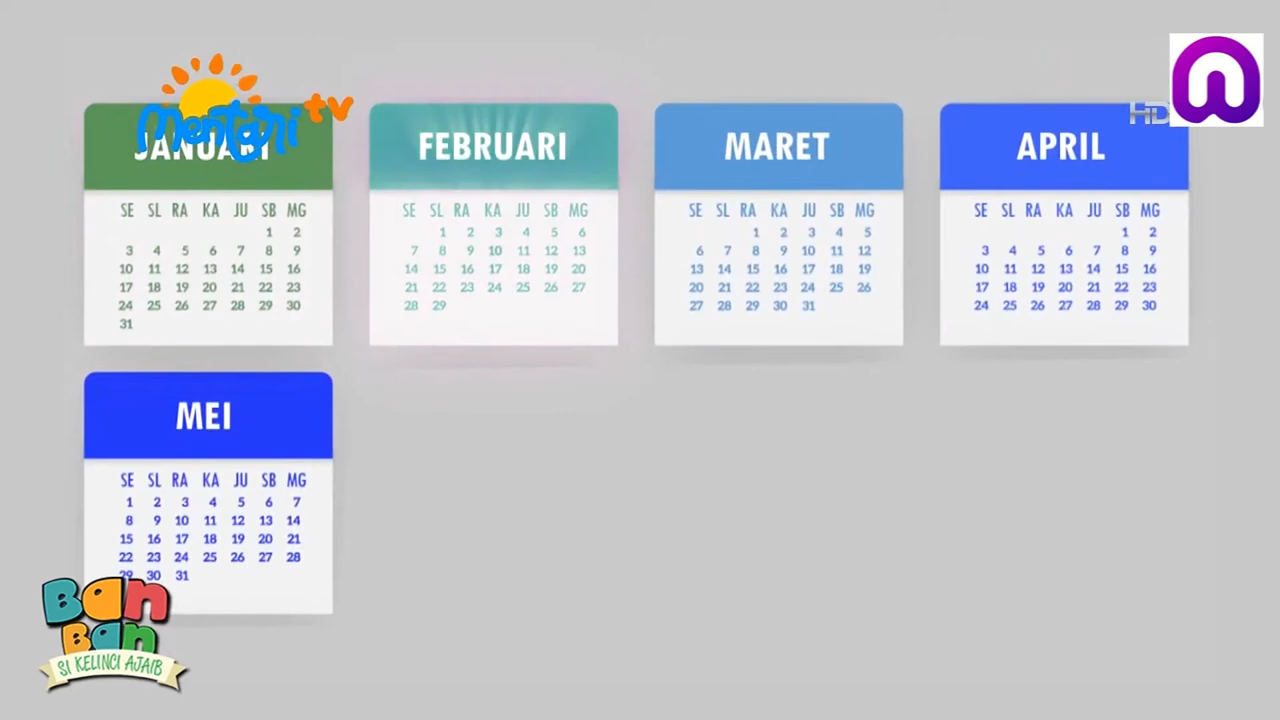 Mentari tv
HD
JANUARI
SE SL RA KA JU SB MG
1 2
3 4 5 6 7 8 9
10 11 12 13 14 15 16
17 18 19 20 21 22 23
24 25 26 27 28 29 30
31
FEBRUARI
SE SL RA KA JU SB MG
1 2 3 4 5 6
7 8 9 10 11 12 13
14 15 16 17 18 19 20
21 22 23 24 25 26 27
28 29
MARET
SE SL RA KA JU SB MG
1 2 3 4 5
6 7 8 9 10 11 12
13 14 15 16 17 18 19
20 21 22 23 24 25 26
27 28 29 30 31
APRIL
SE SL RA KA JU SB MG
1 2
3 4 5 6 7 8 9
10 11 12 13 14 15 16
17 18 19 20 21 22 23
24 25 26 27 28 29 30
MEI
SE SL RA KA JU SB MG
1 2 3 4 5 6 7
8 9 10 11 12 13 14
15 16 17 18 19 20 21
22 23 24 25 26 27 28
29 30 31
Ban
Ban
SI KELINCI AJAIB